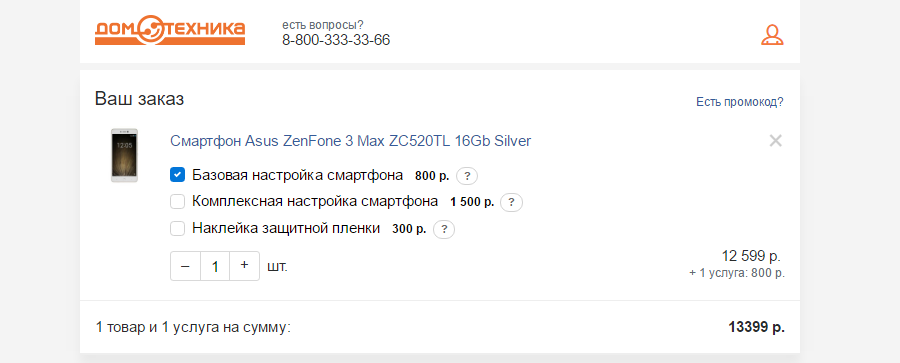 ДОМОТЕХНИКА
есть вопросы?
8-800-333-33-66
Ваш заказ
Есть промокод?
12:05
Смартфон Asus ZenFone 3 Max ZC520TL 16Gb Silver
Базовая настройка смартфона 800 р. ?
Комплексная настройка смартфона 1 500 р. ?
Наклейка защитной пленки 300 р. ?
– 1 + шт.
12 599 р.
+ 1 услуга: 800 р.
1 товар и 1 услуга на сумму: 13399 р.